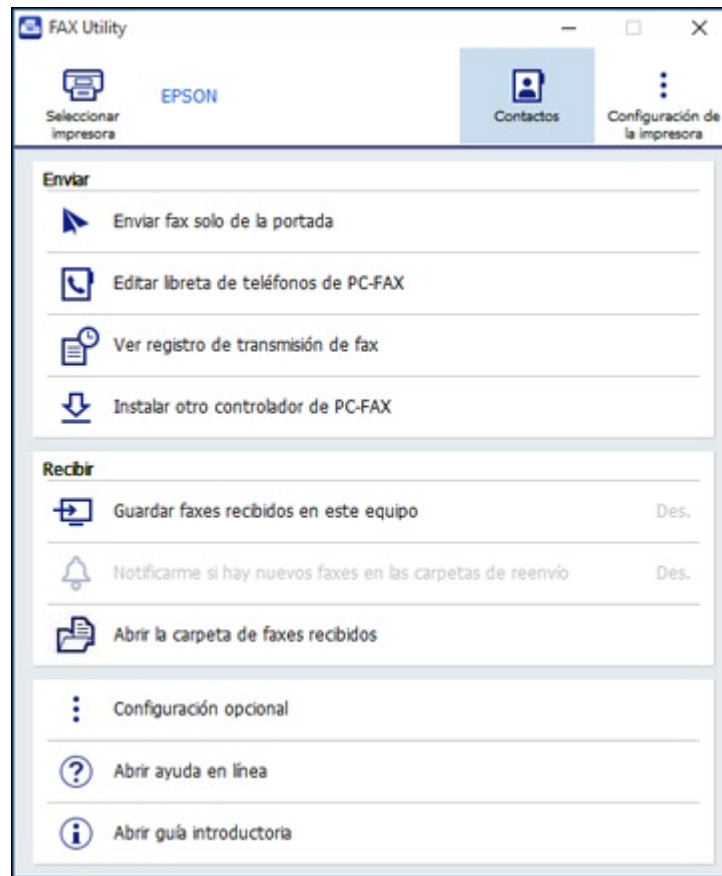 FAX Utility
Seleccionar
impresora
EPSON
Contactos
Configuración de
la impresora
Enviar
Enviar fax solo de la portada
Editar libreta de teléfonos de PC-FAX
Ver registro de transmisión de fax
Instalar otro controlador de PC-FAX
Recibir
Guardar faxes recibidos en este equipo Des.
Notificarme si hay nuevos faxes en las carpetas de reenvío Des.
Abrir la carpeta de faxes recibidos
Configuración opcional
Abrir ayuda en línea
Abrir guía introductoria